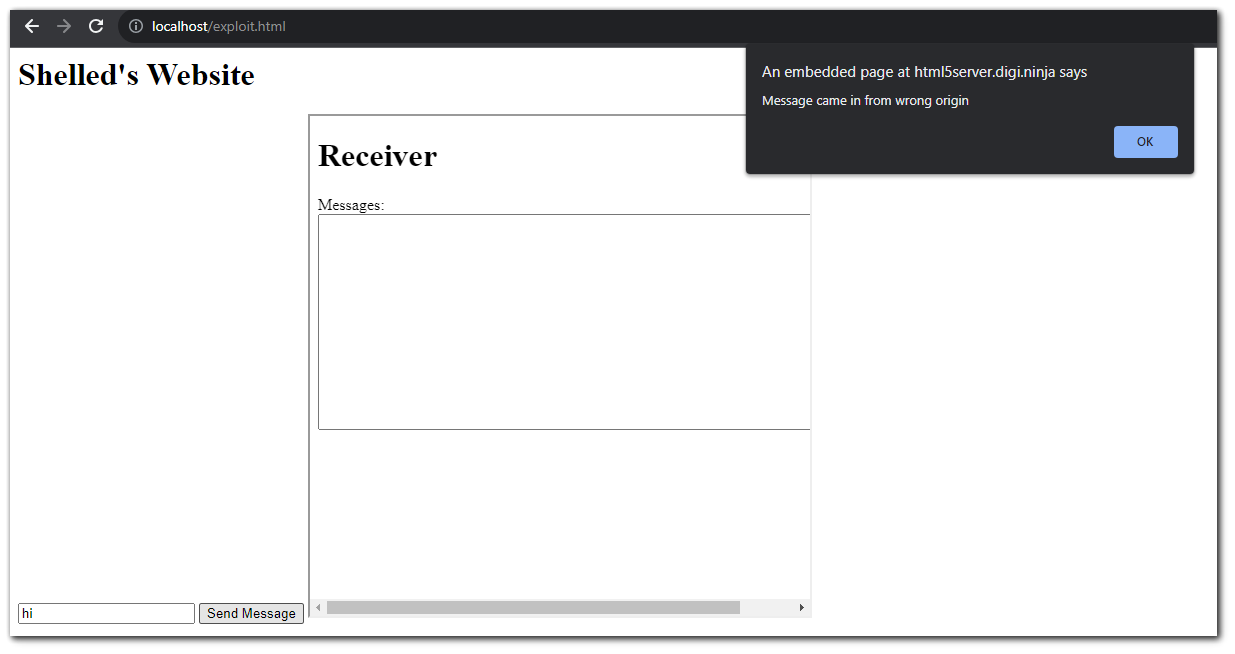 localhost/exploit.html
Shelled's Website
An embedded page at html5server.digi.ninja says
Message came in from wrong origin
OK
Receiver
Messages:
hi
Send Message